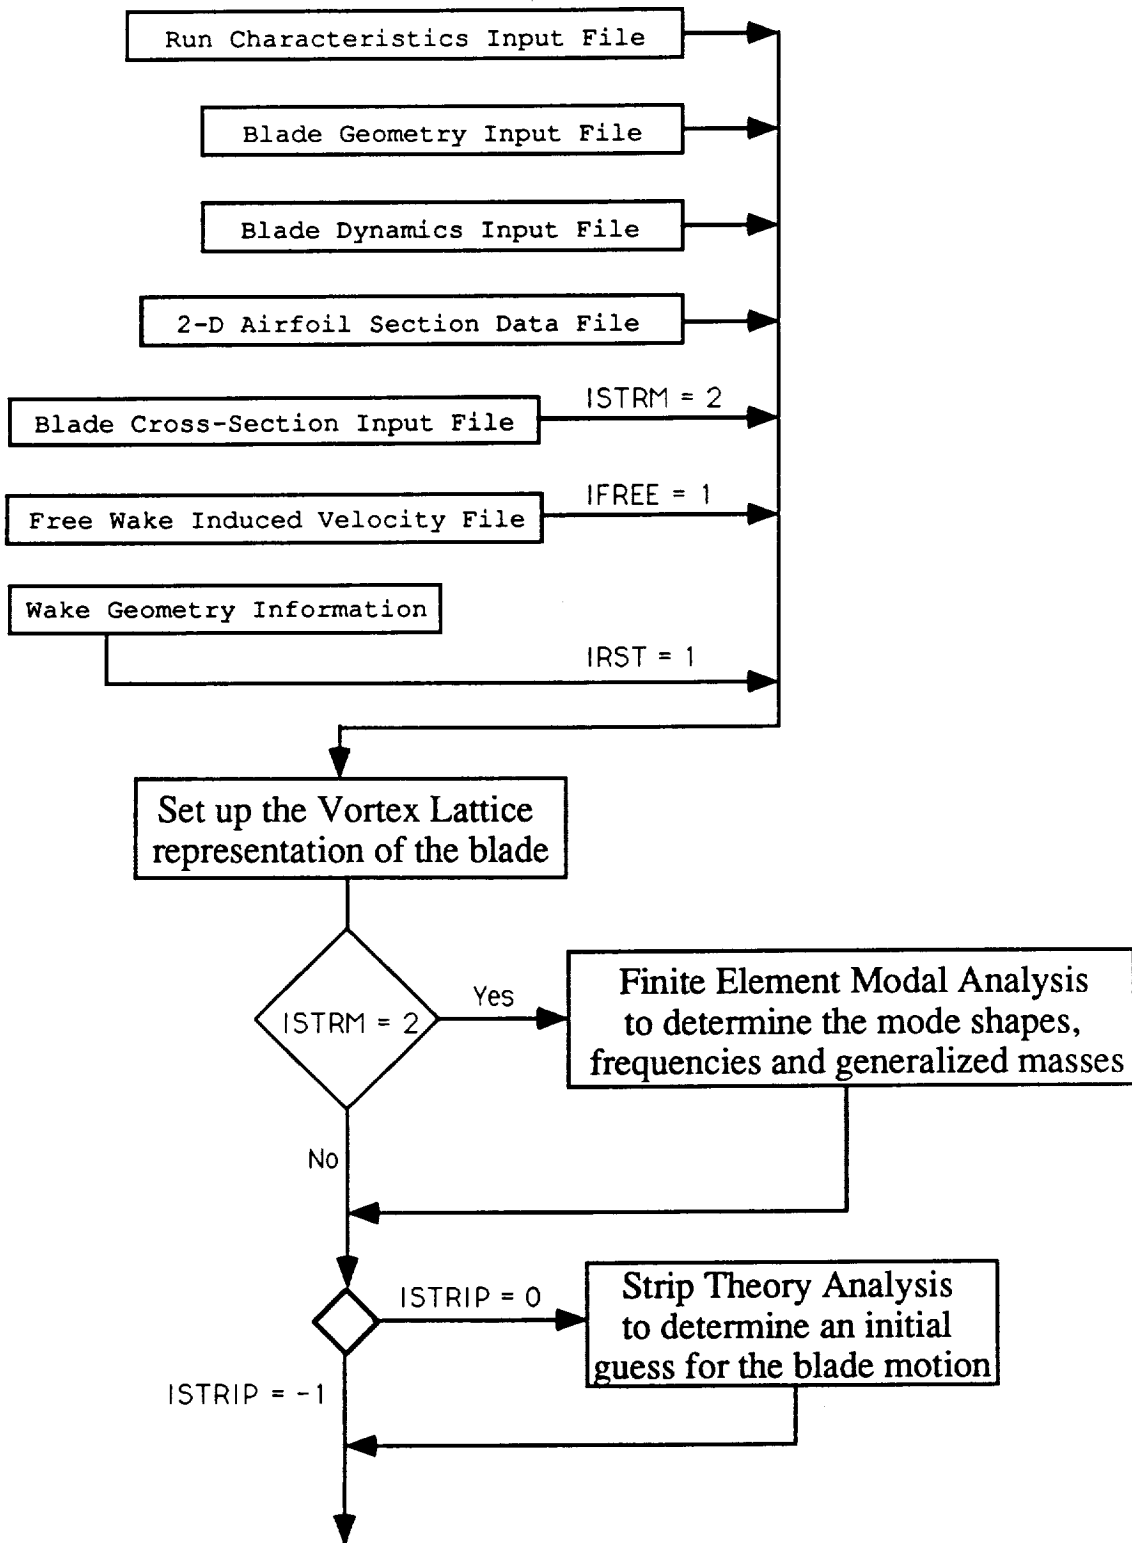 Run Characteristics Input File
Blade Geometry Input File
Blade Dynamics Input File
2-D Airfoil Section Data File
Blade Cross-Section Input File
ISTRM = 2
Free Wake Induced Velocity File
IFREE = 1
Wake Geometry Information
IRST = 1
Set up the Vortex Lattice
representation of the blade
ISTRM = 2
Yes
Finite Element Modal Analysis
to determine the mode shapes,
frequencies and generalized masses
No
ISTRIP = 0
Strip Theory Analysis
to determine an initial
guess for the blade motion
ISTRIP = -1